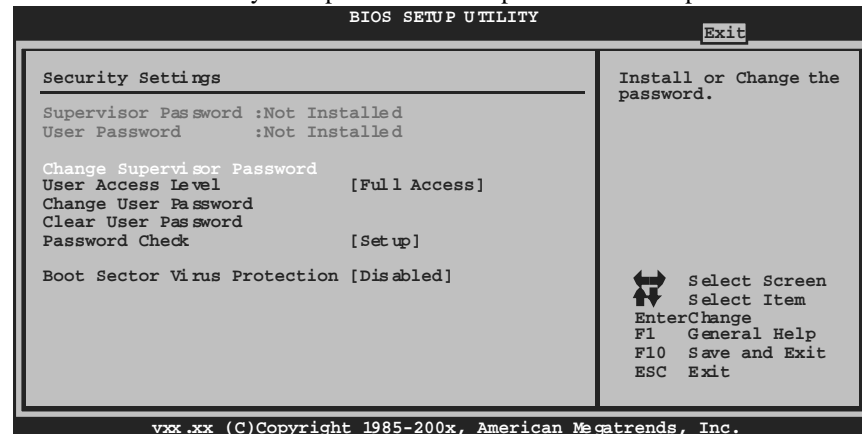 BIOS SETUP UTILITY
Exit
Security Settings
Supervisor Password :Not Installed
User Password :Not Installed
Change Supervisor Password
User Access Level [Full Access]
Change User Password
Clear User Password
Password Check [Setup]
Boot Sector Virus Protection [Disabled]
Install or Change the
password.
Select Screen
Select Item
EnterChange
F1 General Help
F10 Save and Exit
ESC Exit
vxx.xx (C)Copyright 1985-200x, American Megatrends, Inc.